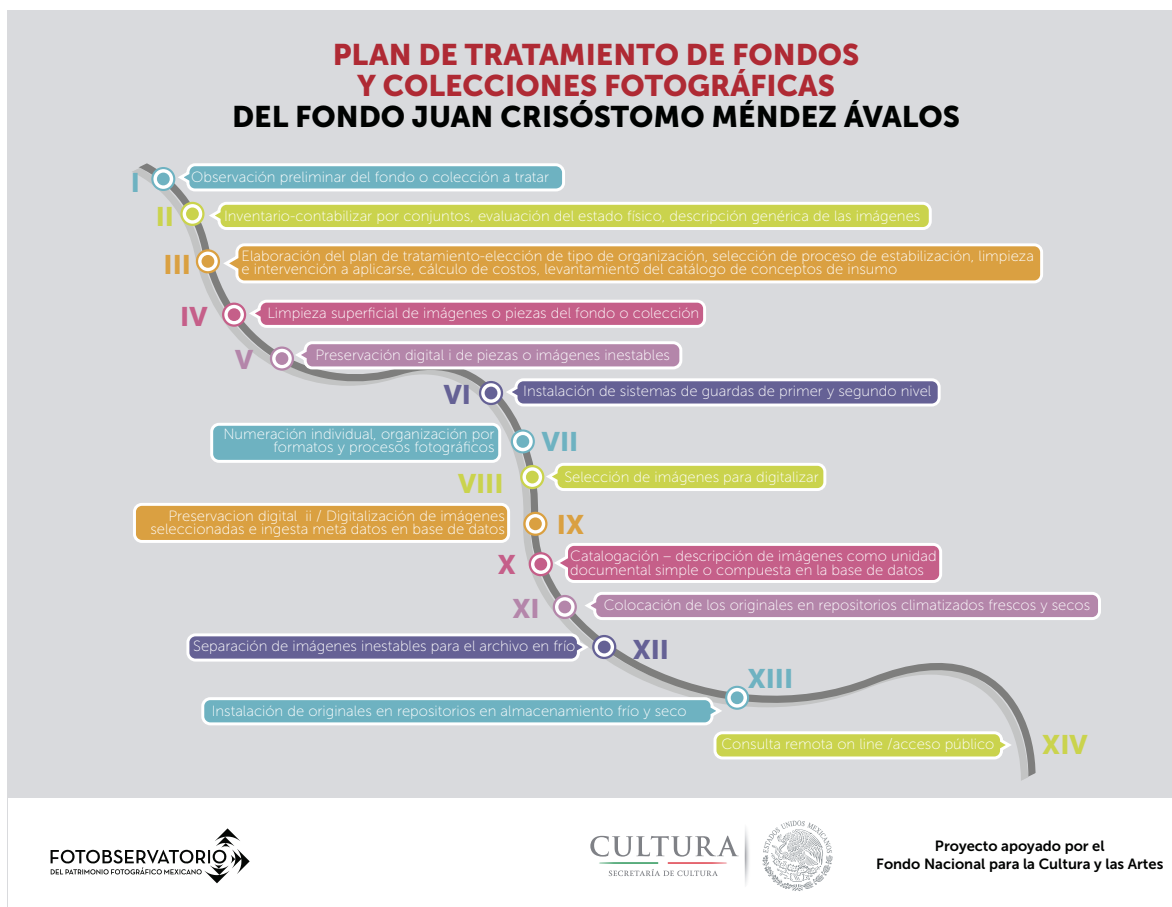 PLAN DE TRATAMIENTO DE FONDOS
Y COLECCIONES FOTOGRÁFICAS
DEL FONDO JUAN CRISÓSTOMO MÉNDEZ ÁVALOS
I
Observación preliminar del fondo o colección a tratar
II
Inventario-contabilizar por conjuntos, evaluación del estado físico, descripción genérica de las imágenes
III
Elaboración del plan de tratamiento-elección de tipo de organización, selección de proceso de estabilización, limpieza
e intervención a aplicarse, cálculo de costos, levantamiento del catálogo de conceptos de insumo
IV
Limpieza superficial de imágenes o piezas del fondo o colección
V
Preservación digital i de piezas o imágenes inestables
VI
Instalación de sistemas de guardas de primer y segundo nivel
Numeración individual, organización por
formatos y procesos fotográficos
VII
VIII
Selección de imágenes para digitalizar
Preservacion digital ii / Digitalización de imágenes
seleccionadas e ingesta meta datos en base de datos
IX
X
Catalogación – descripción de imágenes como unidad
documental simple o compuesta en la base de datos
XI
Colocación de los originales en repositorios climatizados frescos y secos
Separación de imágenes inestables para el archivo en frío
XII
XIII
Instalación de originales en repositorios en almacenamiento frío y seco
Consulta remota on line /acceso público
XIV
FOTOBSERVATORIO
DEL PATRIMONIO FOTOGRÁFICO MEXICANO
CULTURA
SECRETARÍA DE CULTURA
ESTADOS UNIDOS MEXICANOS
Proyecto apoyado por el
Fondo Nacional para la Cultura y las Artes